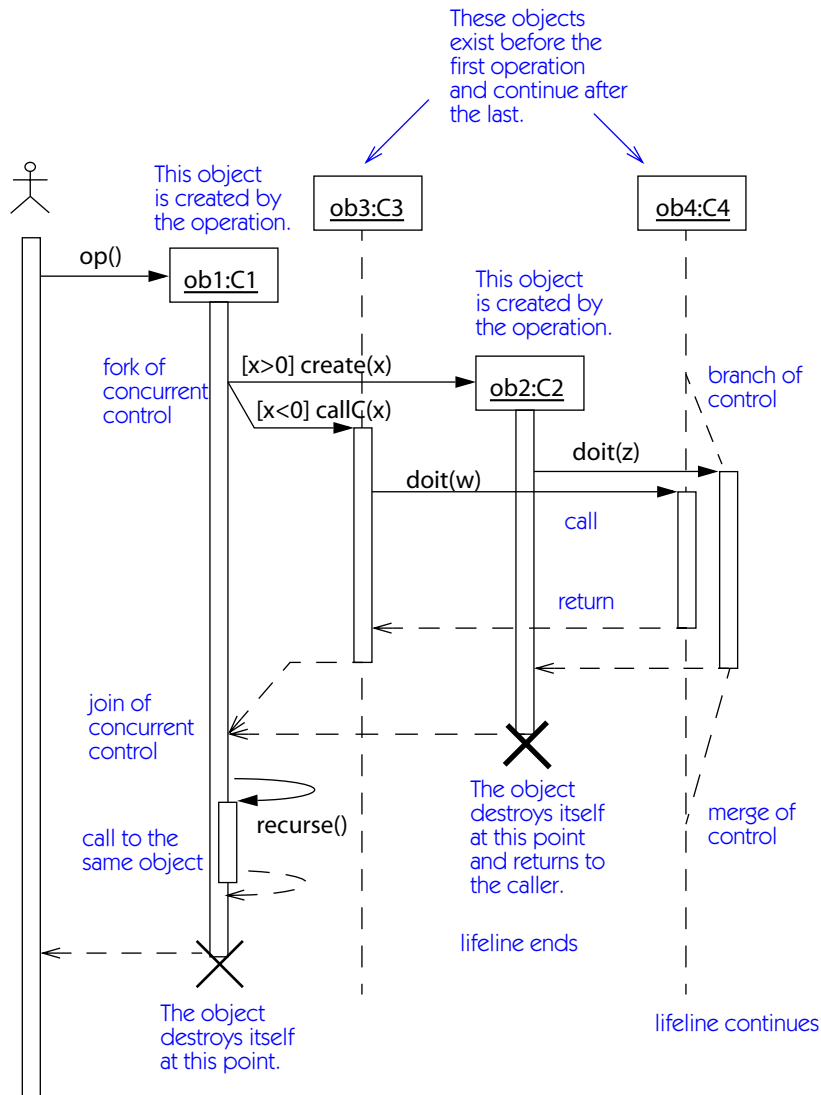 These objects
exist before the
first operation
and continue after
the last.
This object
is created by
the operation.
ob3:C3
ob4:C4
op()
ob1:C1
This object
is created by
the operation.
fork of
concurrent
control
[x>0] create(x)
ob2:C2
branch of
control
[x<0] callC(x)
doit(z)
doit(w)
call
return
join of
concurrent
control
The object
destroys itself
at this point
and returns to
the caller.
merge of
control
recurse()
call to the
same object
lifeline ends
The object
destroys itself
at this point.
lifeline continues